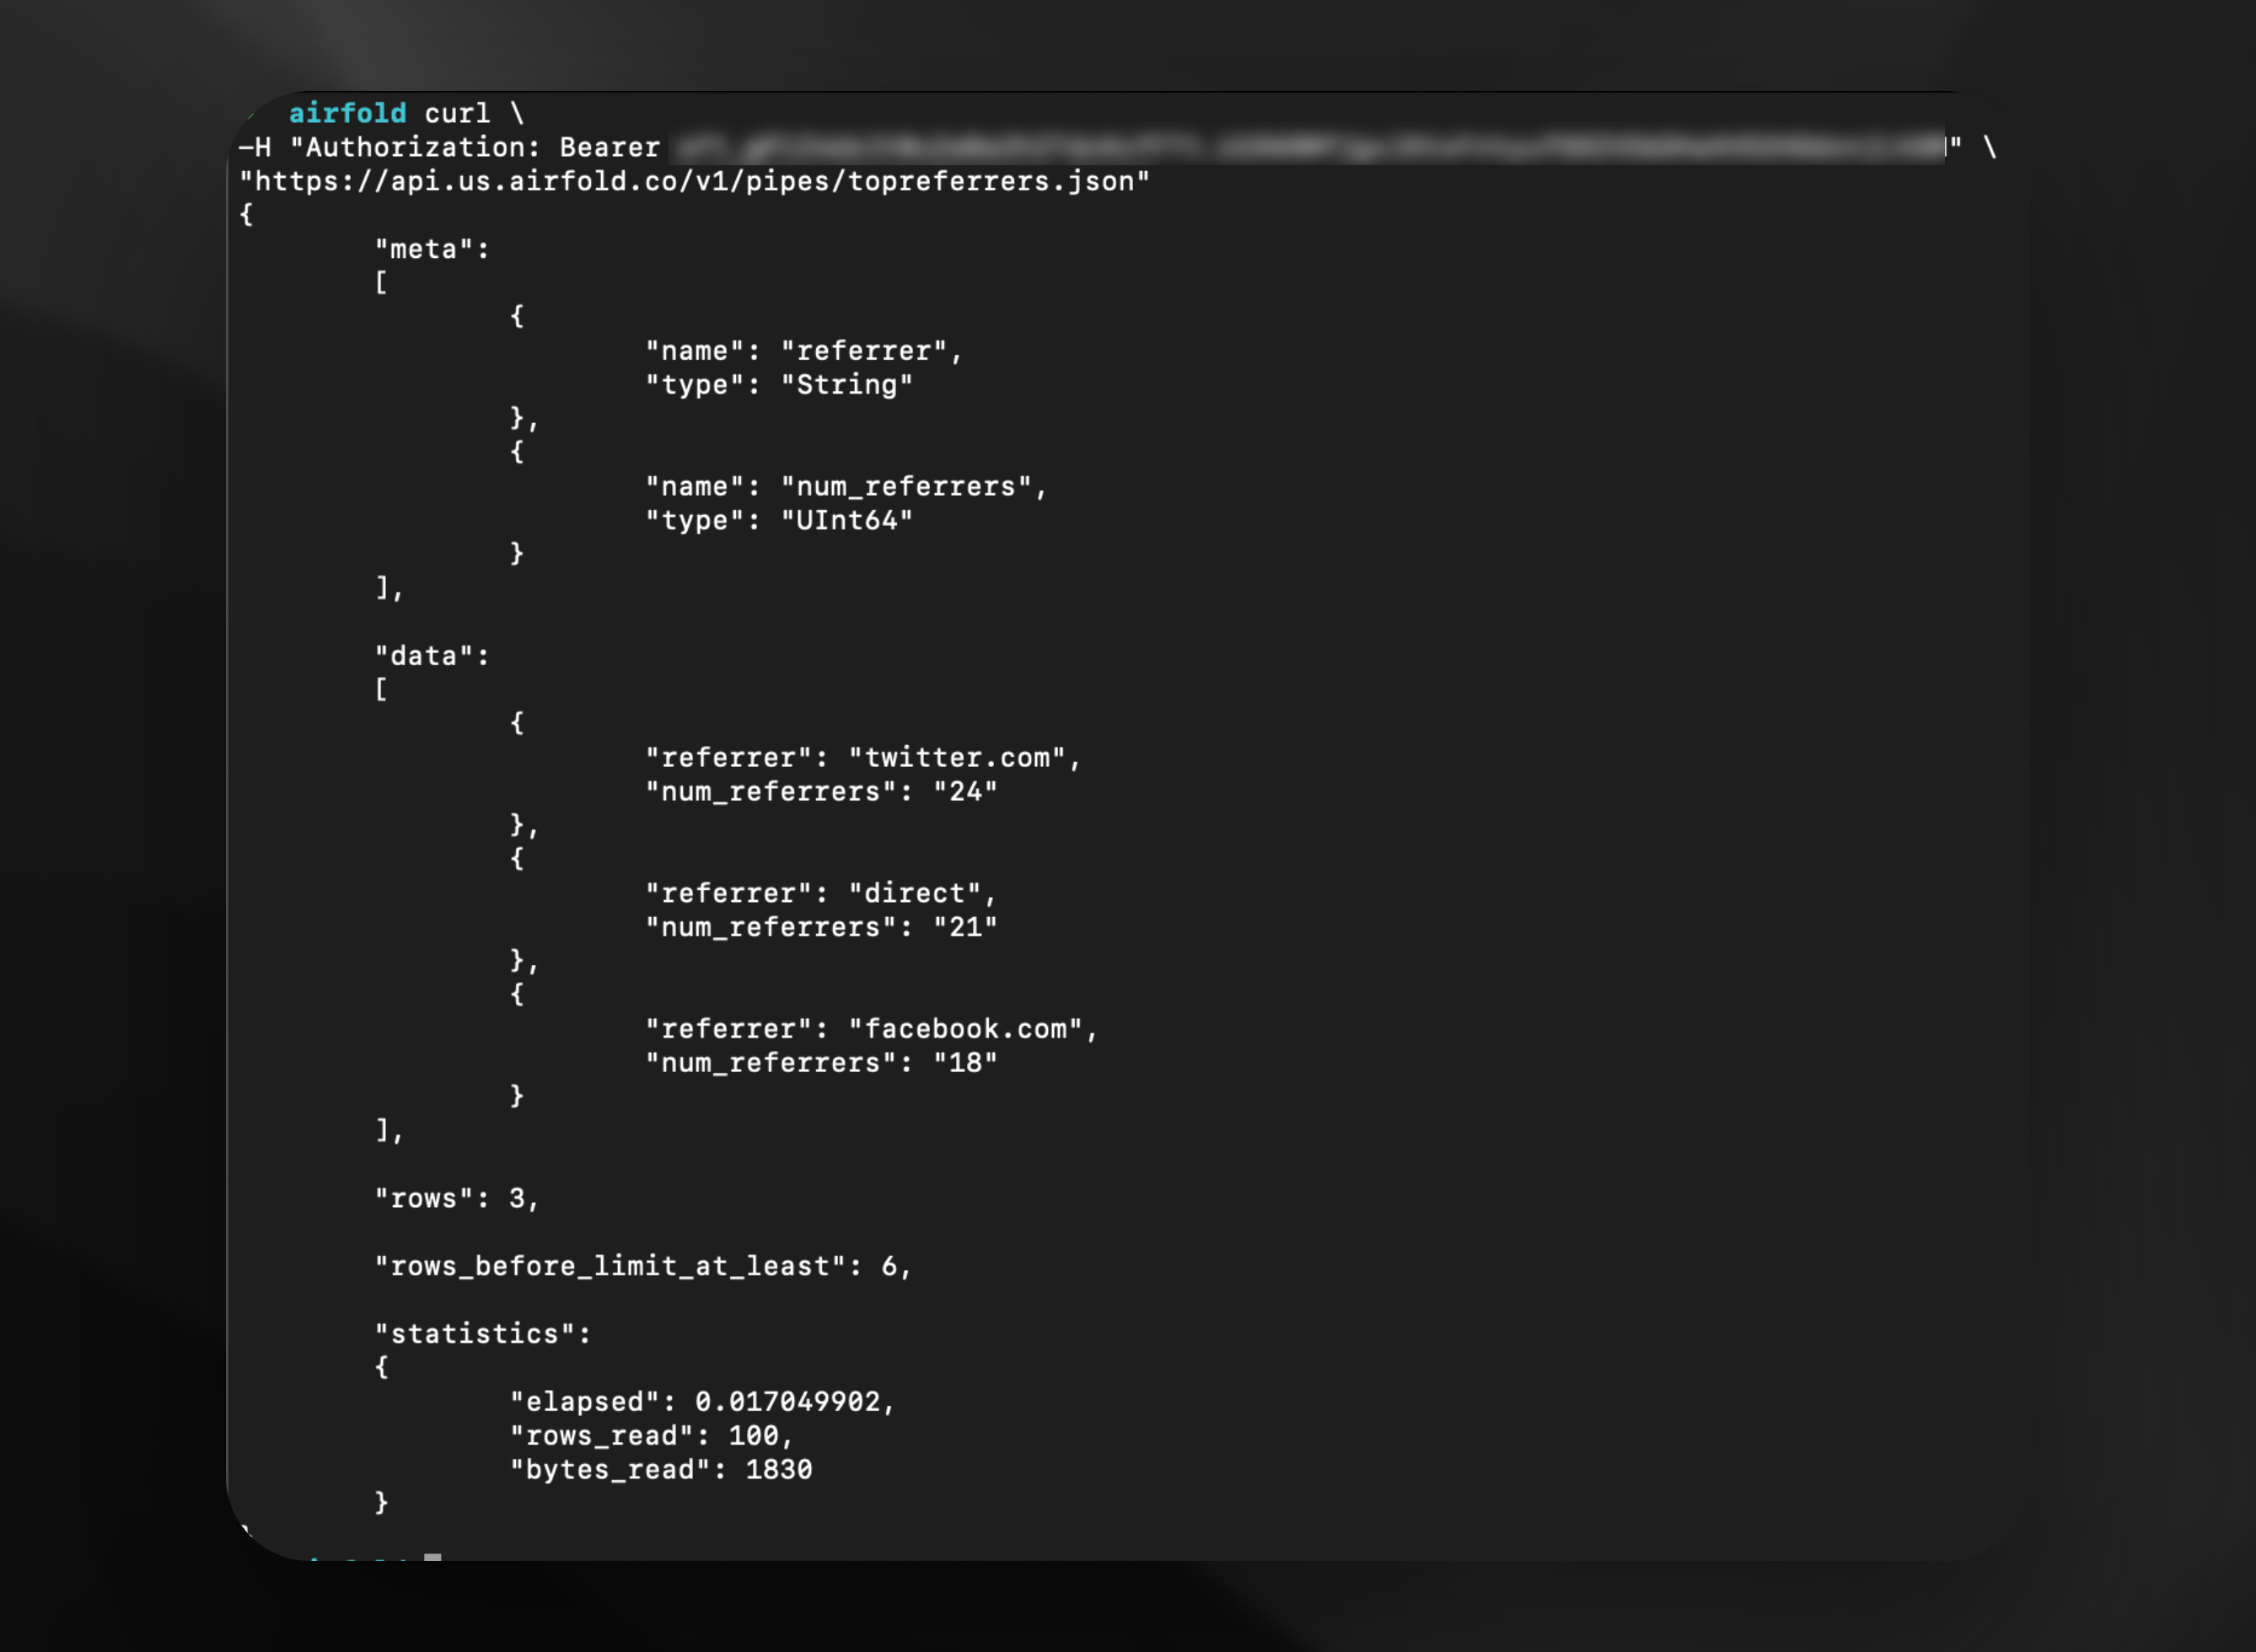 airfold curl \
-H "Authorization: Bearer " \
"https://api.us.airfold.co/v1/pipes/topreferrers.json"
{
"meta":
[
{
"name": "referrer",
"type": "String"
},
{
"name": "num_referrers",
"type": "UInt64"
}
],
"data":
[
{
"referrer": "twitter.com",
"num_referrers": "24"
},
{
"referrer": "direct",
"num_referrers": "21"
},
{
"referrer": "facebook.com",
"num_referrers": "18"
}
],
"rows": 3,
"rows_before_limit_at_least": 6,
"statistics":
{
"elapsed": 0.017049902,
"rows_read": 100,
"bytes_read": 1830
}